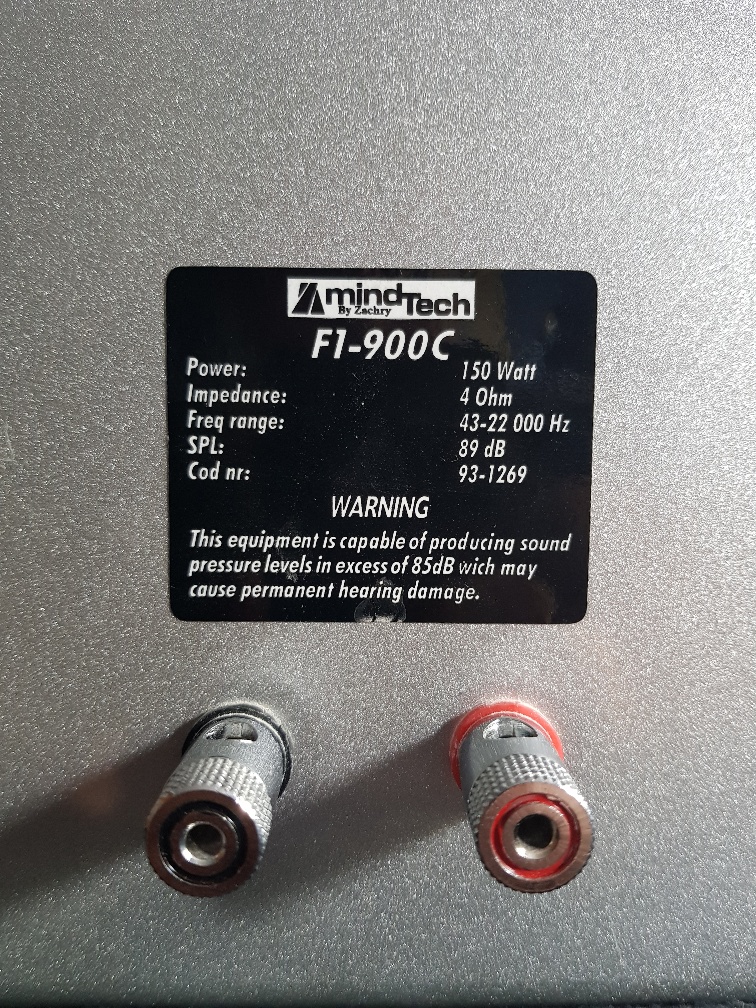 mindTech
By Zachry
F1-900C
Power: 150 Watt
Impedance: 4 Ohm
Freq range: 43-22 000 Hz
SPL: 89 dB
Cod nr: 93-1269
WARNING
This equipment is capable of producing sound
pressure levels in excess of 85dB wich may
cause permanent hearing damage.